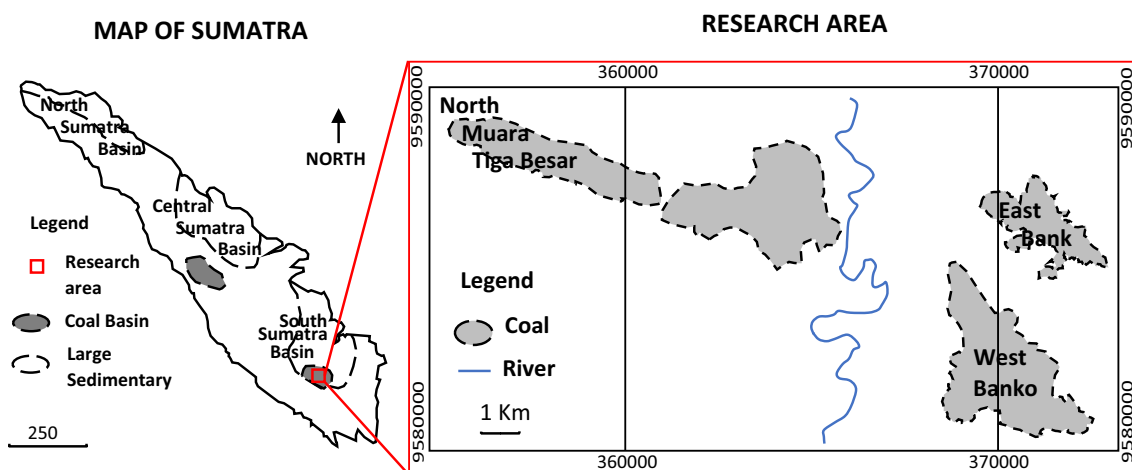 MAP OF SUMATRA
North
Sumatra
Basin
NORTH
Central
Sumatra
Basin
Legend
Research
area
Coal Basin
Large
Sedimentary
South
Sumatra
Basin
250
RESEARCH AREA
360000
370000
9590000
9590000
North
Muara
Tiga Besar
East
Bank
West
Banko
Legend
Coal
River
1 Km
9580000
9580000
360000
370000